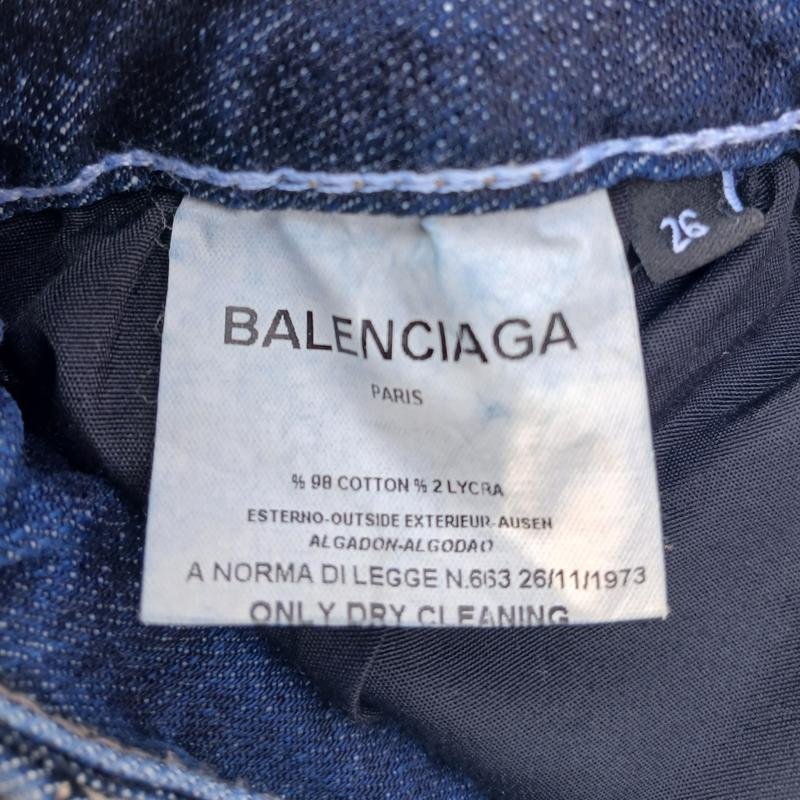 26
BALENCIAGA
PARIS
% 98 COTTON % 2 LYCRA
ESTERNO-OUTSIDE EXTERIEUR-AUSEN
ALGADON-ALGODAO
A NORMA DI LEGGE N.663 26/11/1973
ONLY DRY CLEANING